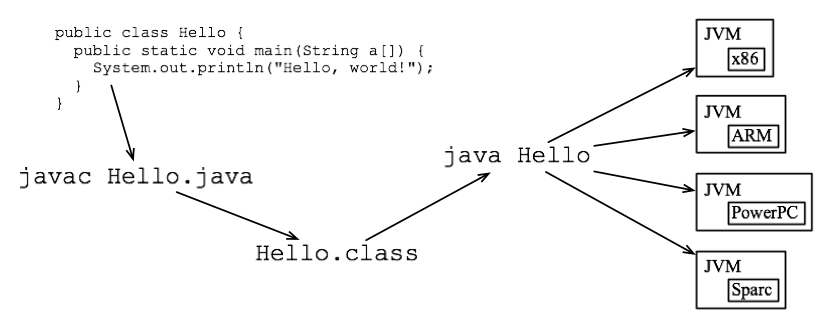 public class Hello {
  public static void main(String a[]) {
    System.out.println("Hello, world!");
  }
}
javac Hello.java
Hello.class
java Hello
JVM
x86
JVM
ARM
JVM
PowerPC
JVM
Sparc